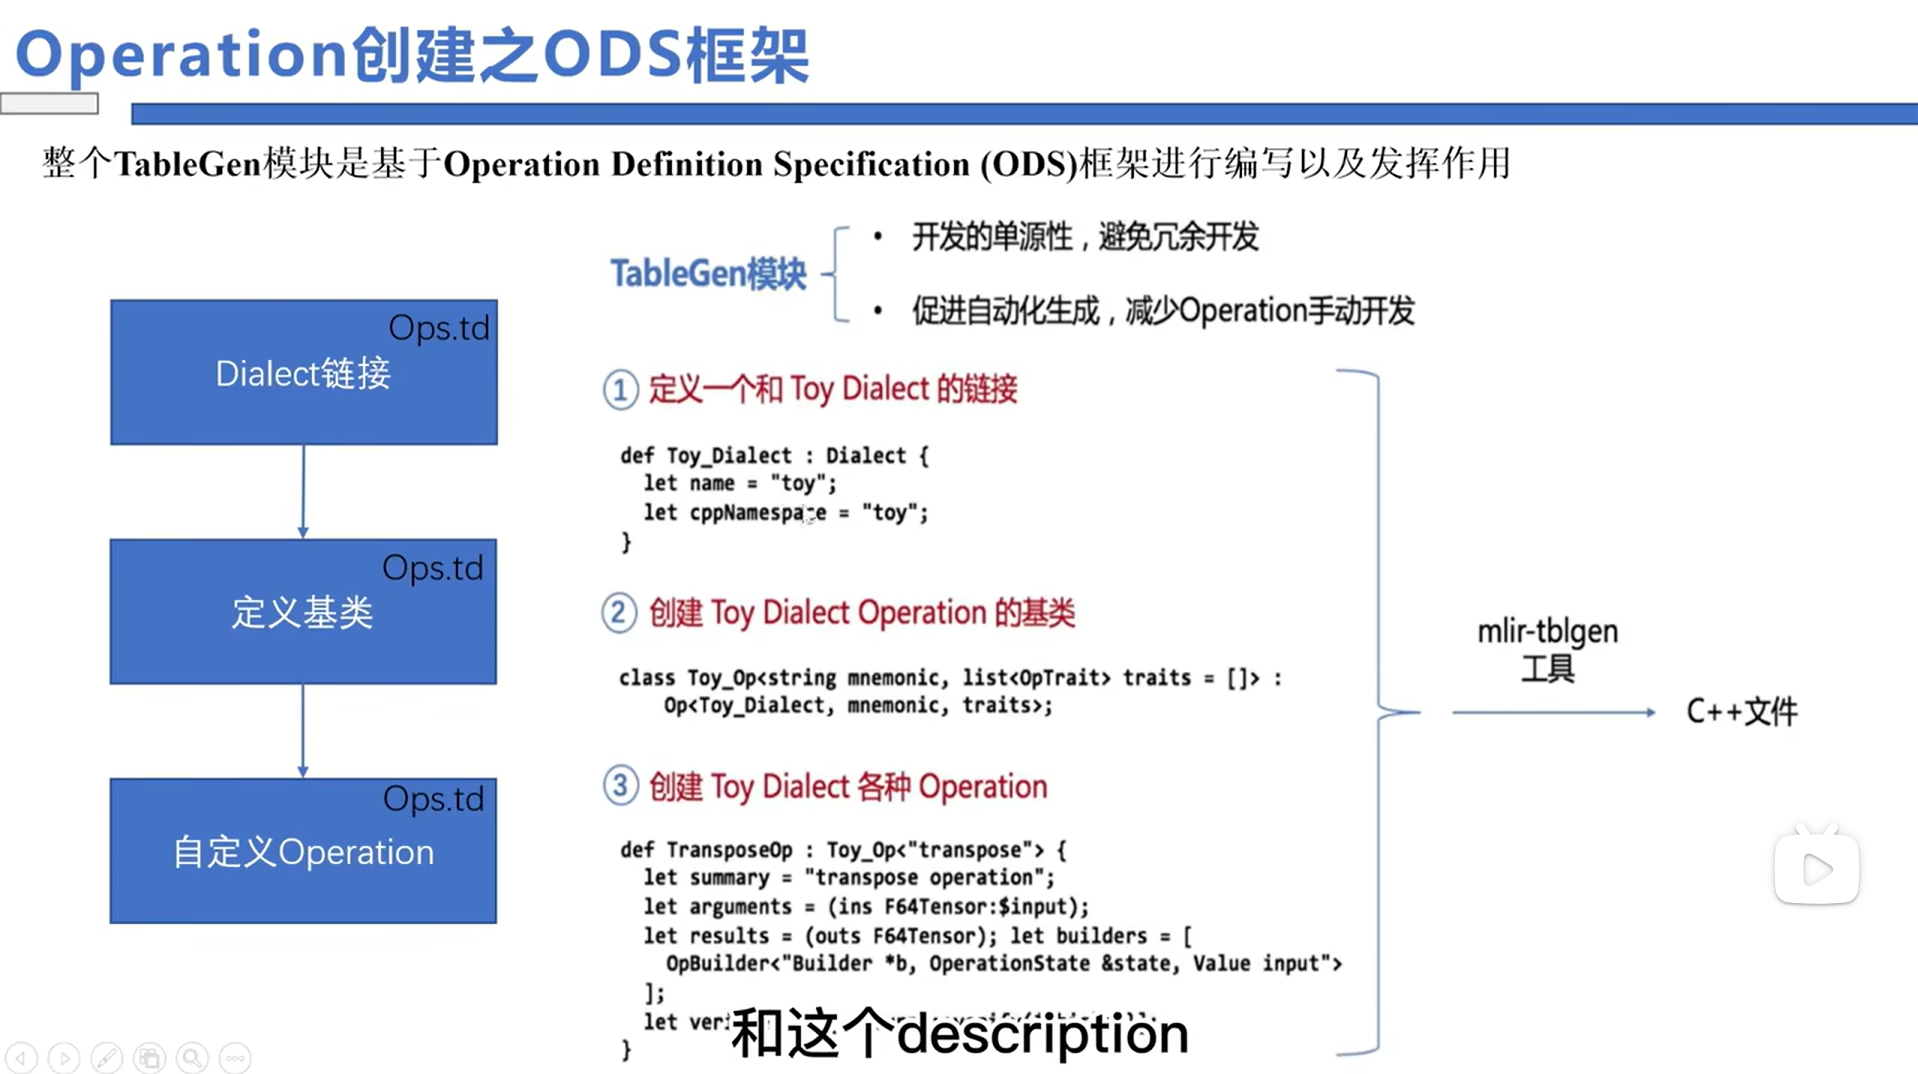 Operation创建之ODS框架
整个TableGen模块是基于Operation Definition Specification (ODS)框架进行编写以及发挥作用
TableGen模块
• 开发的单源性，避免冗余开发
• 促进自动化生成，减少Operation手动开发
Ops.td
Dialect链接
Ops.td
定义基类
Ops.td
自定义Operation
① 定义一个和 Toy Dialect 的链接
def Toy_Dialect : Dialect {
let name = "toy";
let cppNamespace = "toy";
}
② 创建 Toy Dialect Operation 的基类
class Toy_Op<string mnemonic, list<OpTrait> traits = []> :
Op<Toy_Dialect, mnemonic, traits>;
③ 创建 Toy Dialect 各种 Operation
def TransposeOp : Toy_Op<"transpose"> {
let summary = "transpose operation";
let arguments = (ins F64Tensor:$input);
let results = (outs F64Tensor); let builders = [
OpBuilder<"Builder *b, OperationState &state, Value input">
];
let
}
mlir-tblgen
工具
C++文件
和这个description